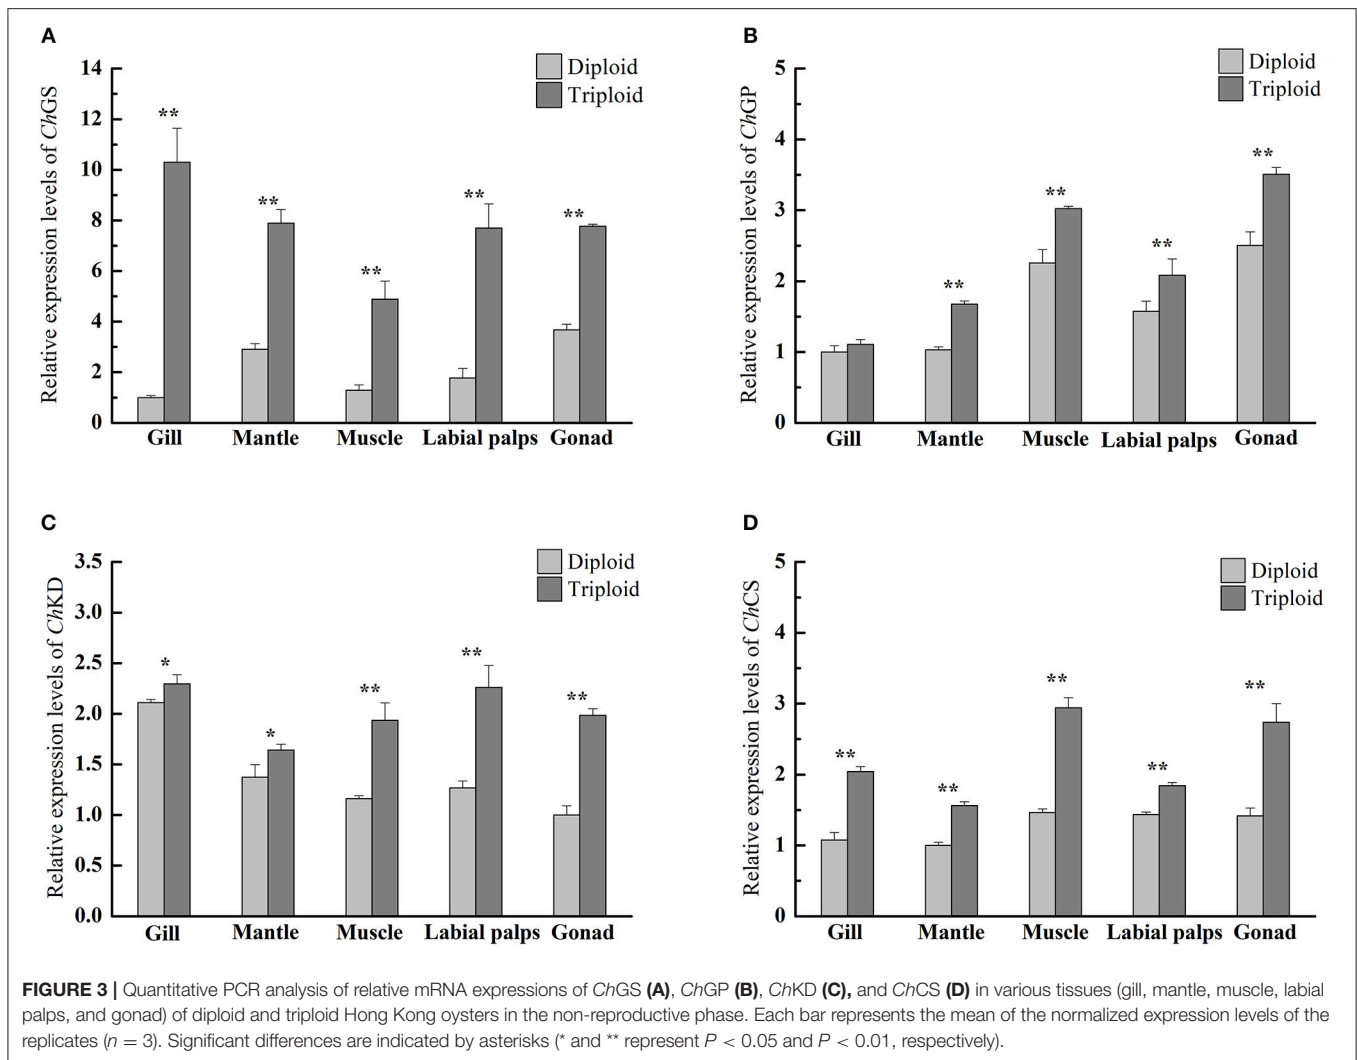 A
Relative expression levels of ChGS
14
12
10
8
6
4
2
0
Diploid
Triploid
**
**
**
**
**
Gill Mantle Muscle Labial palps Gonad
B
Relative expression levels of ChGP
5
4
3
2
1
0
Diploid
Triploid
**
**
**
**
Gill Mantle Muscle Labial palps Gonad
C
Relative expression levels of ChKD
3.5
3.0
2.5
2.0
1.5
1.0
0.5
0.0
Diploid
Triploid
*
*
**
**
**
Gill Mantle Muscle Labial palps Gonad
D
Relative expression levels of ChCS
5
4
3
2
1
0
Diploid
Triploid
**
**
**
**
**
Gill Mantle Muscle Labial palps Gonad
FIGURE 3 | Quantitative PCR analysis of relative mRNA expressions of ChGS (A), ChGP (B), ChKD (C), and ChCS (D) in various tissues (gill, mantle, muscle, labial
palps, and gonad) of diploid and triploid Hong Kong oysters in the non-reproductive phase. Each bar represents the mean of the normalized expression levels of the
replicates (n = 3). Significant differences are indicated by asterisks (* and ** represent P < 0.05 and P < 0.01, respectively).